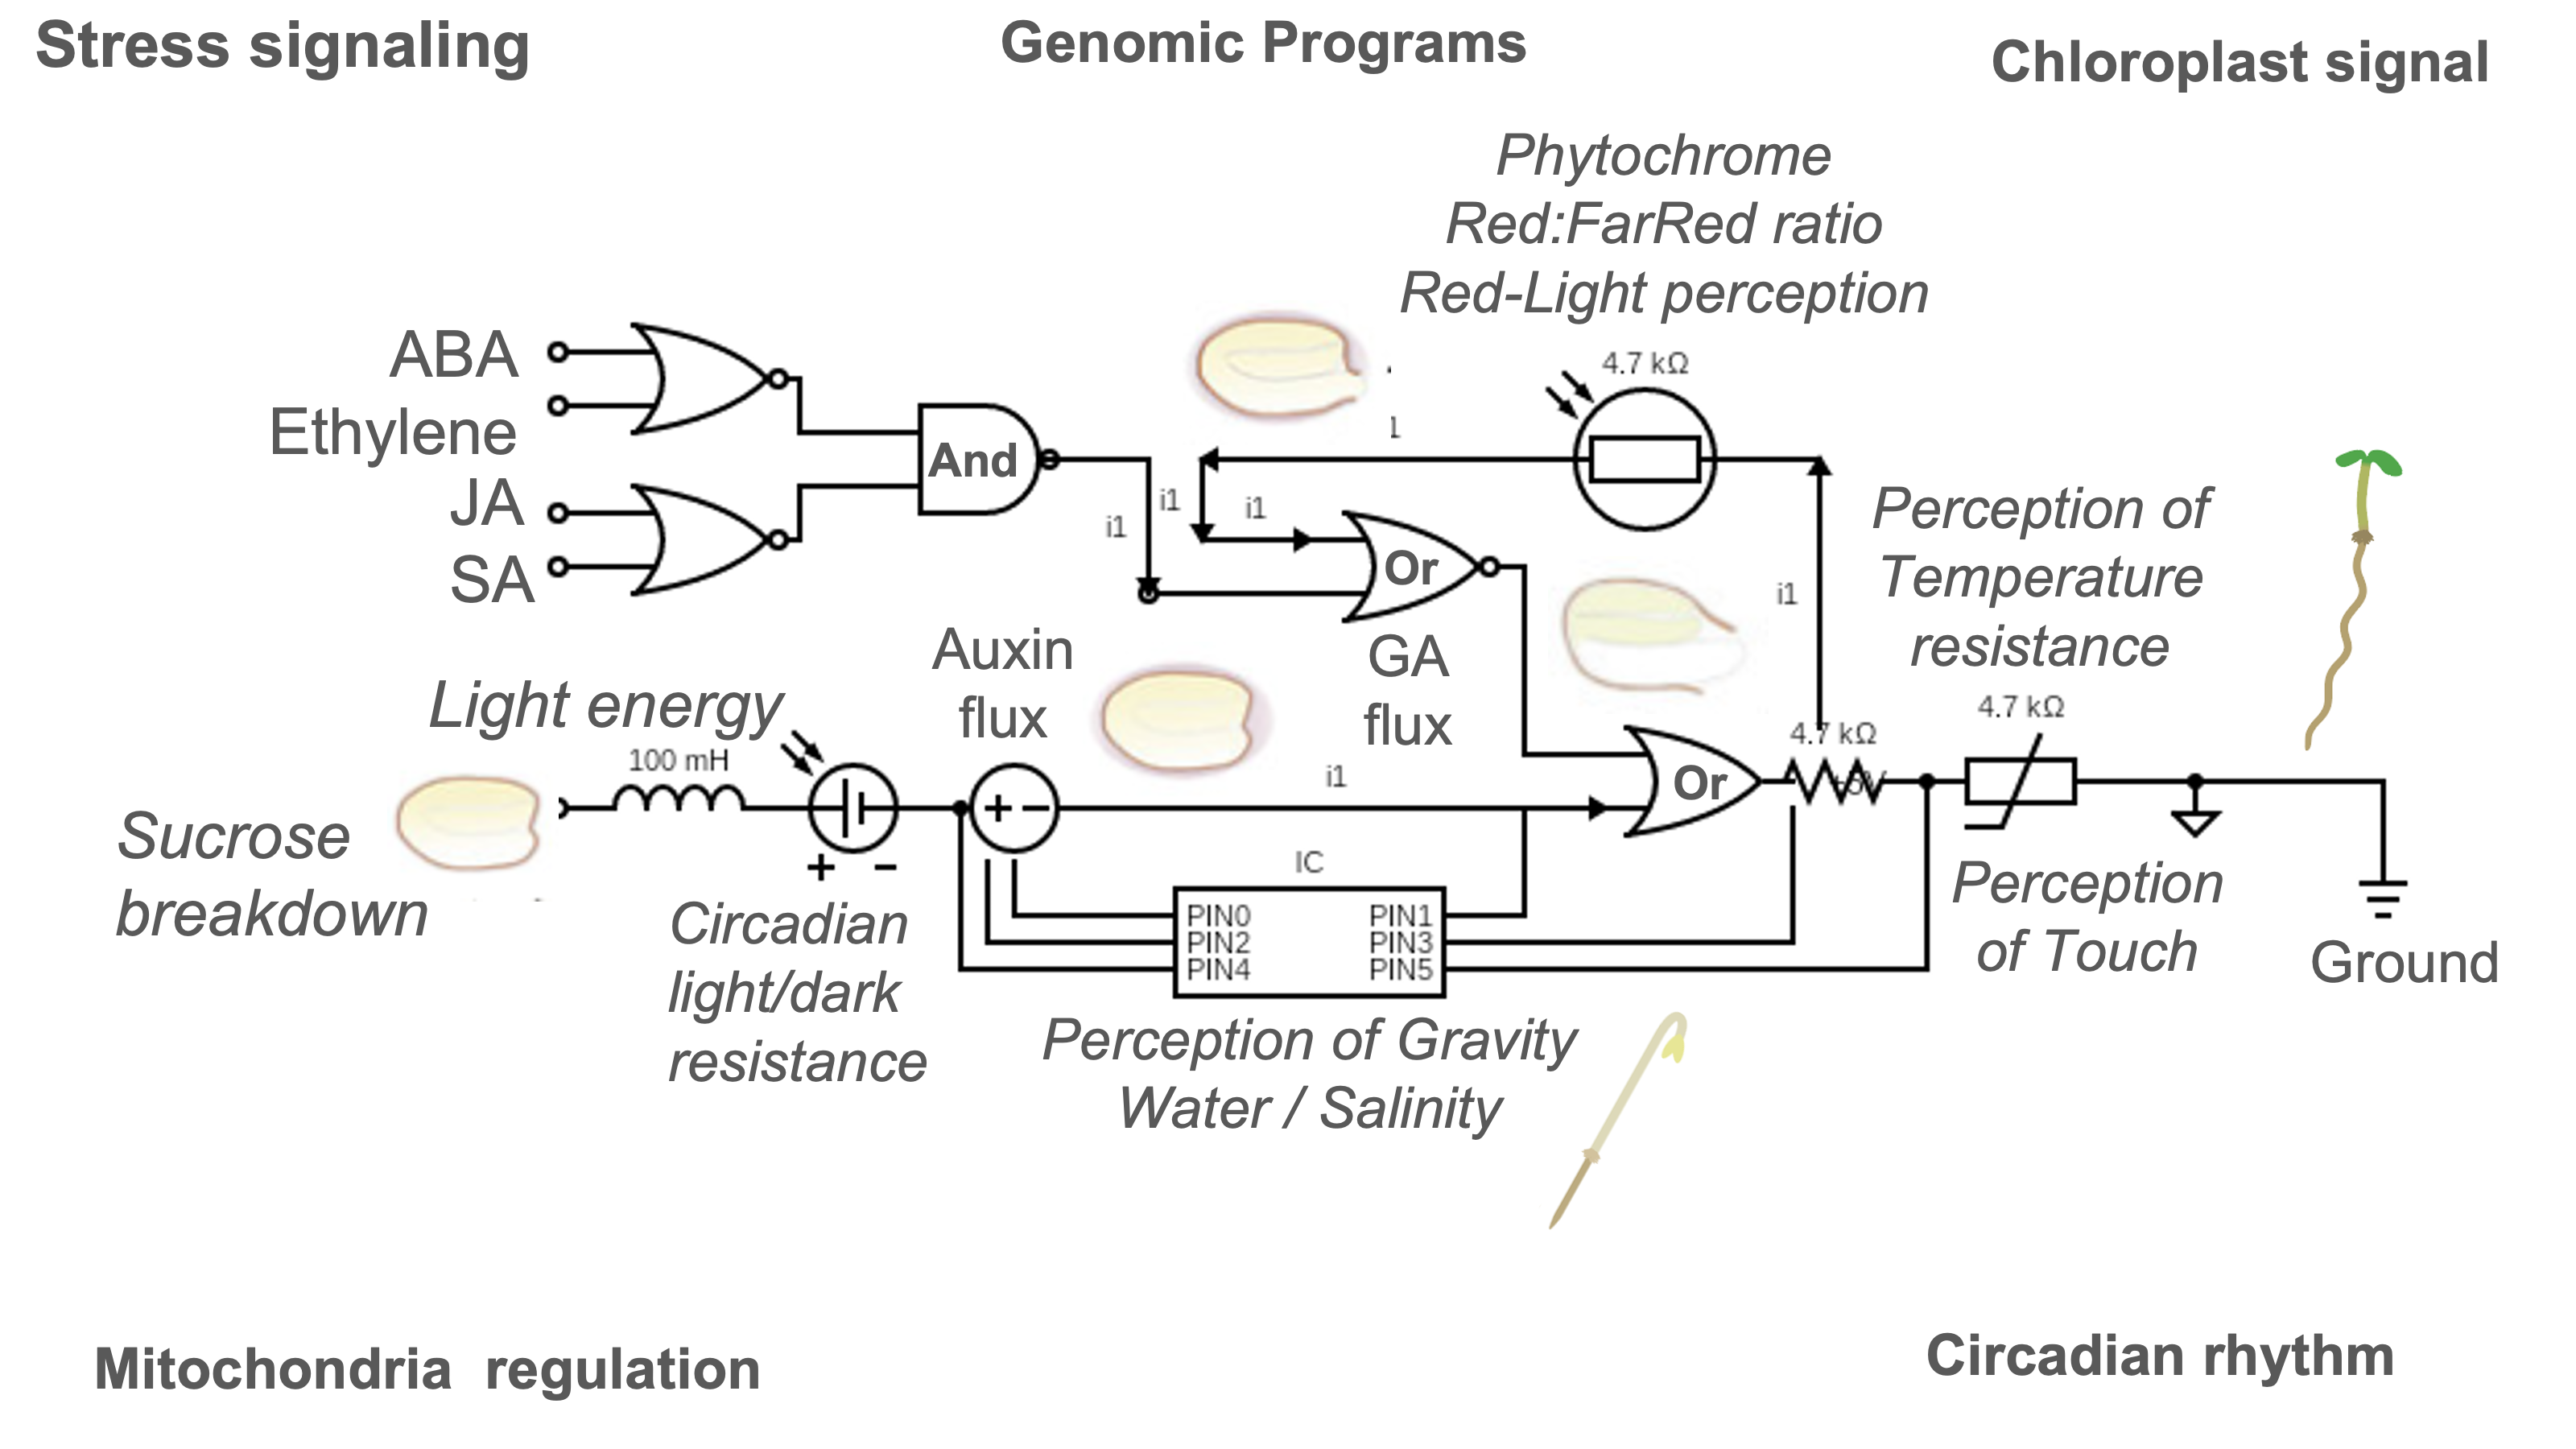 Stress signaling
Genomic Programs
Chloroplast signal
Phytochrome
Red:FarRed ratio
Red-Light perception
4.7 kΩ
ABA
Ethylene
JA
SA
And
i1
i1
i1
Or
i1
Perception of
Temperature
resistance
4.7 kΩ
Auxin
flux
GA
flux
Light energy
100 mH
4.7 kΩ
i1
Or
+ −
+ −
Sucrose
breakdown
IC
PIN0 PIN1
PIN2 PIN3
PIN4 PIN5
Circadian
light/dark
resistance
Perception
of Touch
Ground
Perception of Gravity
Water / Salinity
Mitochondria regulation
Circadian rhythm